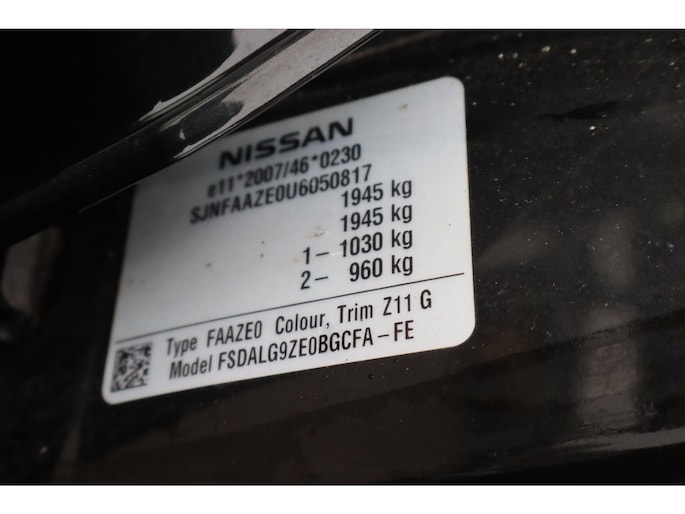 NISSAN
e11*2007/46*0230
SJNFAAZE0U6050817
1945 kg
1945 kg
1- 1030 kg
2- 960 kg
Type FAAZE0 Colour, Trim Z11 G
Model FSDALG9ZE0BGCFA-FE